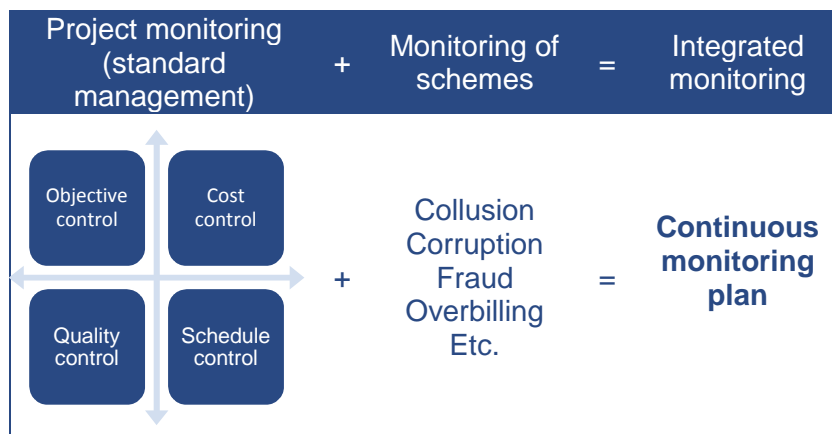 Project monitoring
(standard
management)
+
Monitoring of
schemes
=
Integrated
monitoring
Objective
control
Cost
control
Quality
control
Schedule
control
+
Collusion
Corruption
Fraud
Overbilling
Etc.
=
Continuous
monitoring
plan